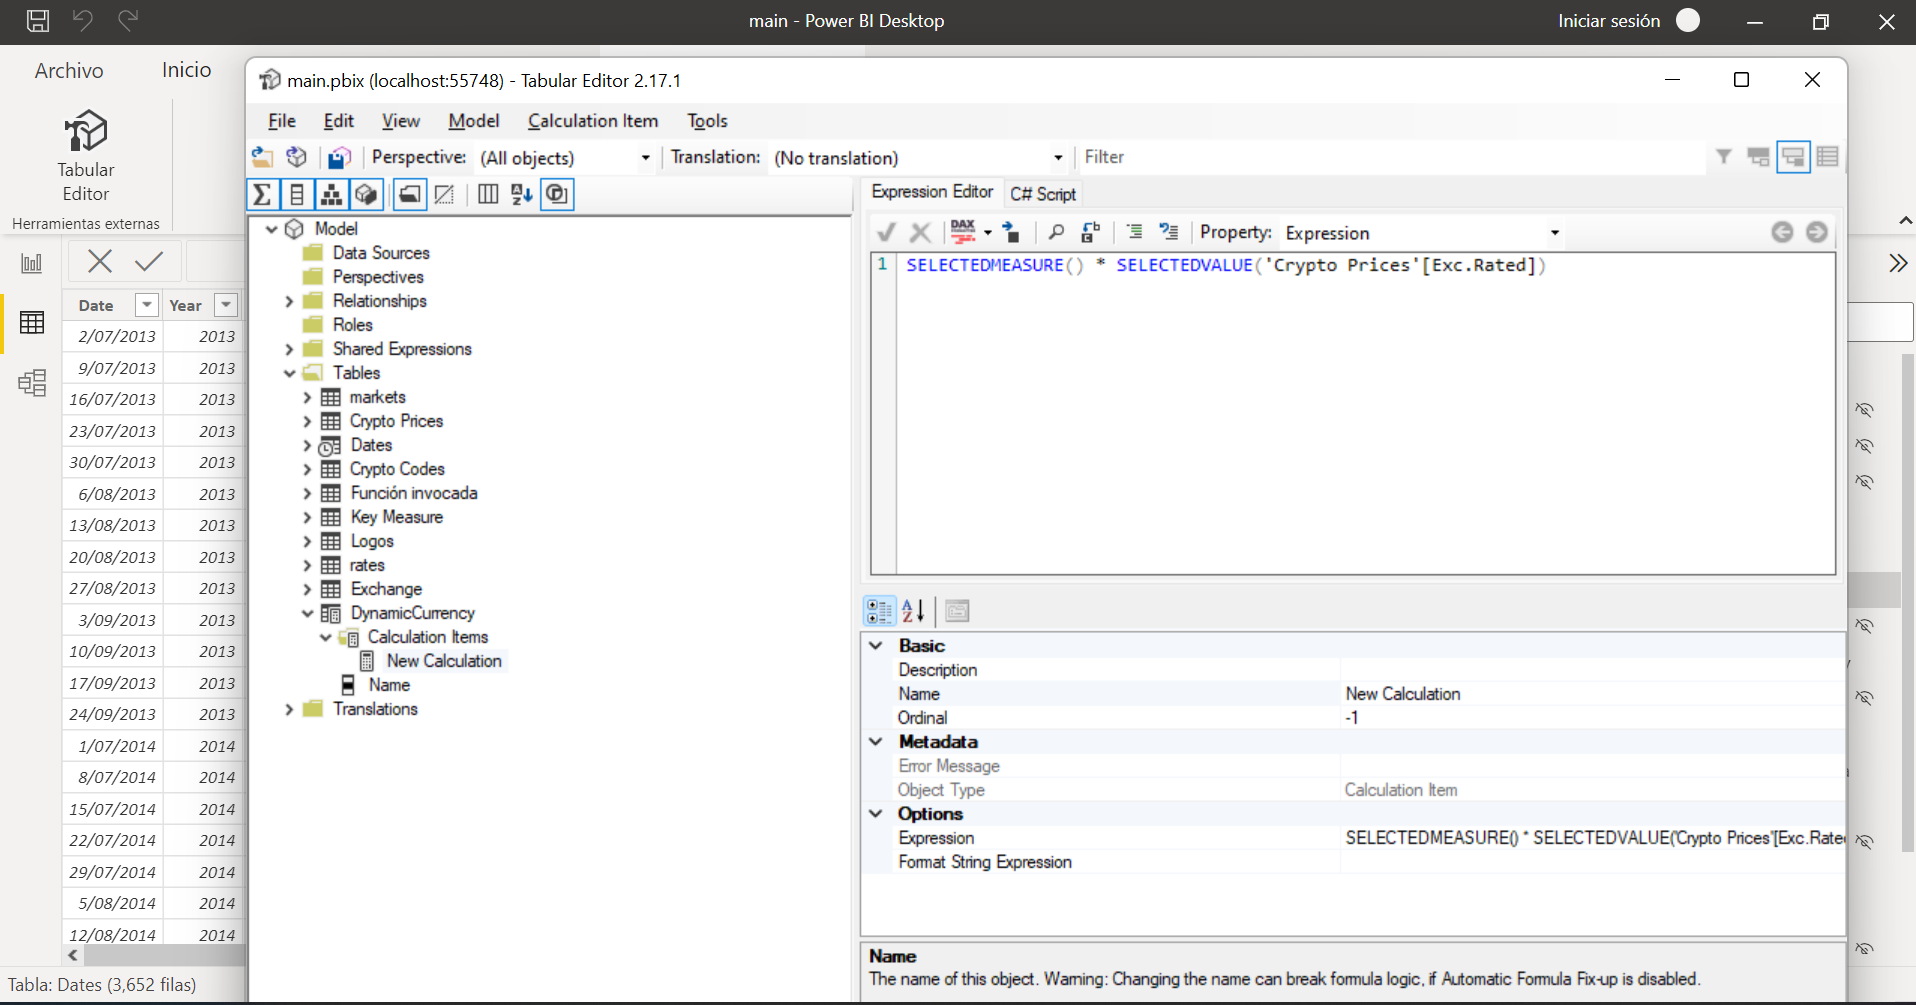 main - Power BI Desktop
Iniciar sesión
Archivo
Inicio
Tabular
Editor
Herramientas externas
main.pbix (localhost:55748) - Tabular Editor 2.17.1
File Edit View Model Calculation Item Tools
Perspective: (All objects) Translation: (No translation) Filter
Expression Editor C# Script
DAX Property: Expression
1 SELECTEDMEASURE() * SELECTEDVALUE('Crypto Prices'[Exc.Rated])
Model
Data Sources
Perspectives
Relationships
Roles
Shared Expressions
Tables
markets
Crypto Prices
Dates
Crypto Codes
Función invocada
Key Measure
Logos
rates
Exchange
DynamicCurrency
Calculation Items
New Calculation
Name
Translations
Date Year
2/07/2013 2013
9/07/2013 2013
16/07/2013 2013
23/07/2013 2013
30/07/2013 2013
6/08/2013 2013
13/08/2013 2013
20/08/2013 2013
27/08/2013 2013
3/09/2013 2013
10/09/2013 2013
17/09/2013 2013
24/09/2013 2013
1/07/2014 2014
8/07/2014 2014
15/07/2014 2014
22/07/2014 2014
29/07/2014 2014
5/08/2014 2014
12/08/2014 2014
Tabla: Dates (3,652 filas)
Basic
Description
Name New Calculation
Ordinal -1
Metadata
Error Message
Object Type Calculation Item
Options
Expression SELECTEDMEASURE() * SELECTEDVALUE('Crypto Prices'[Exc.Rate
Format String Expression
Name
The name of this object. Warning: Changing the name can break formula logic, if Automatic Formula Fix-up is disabled.